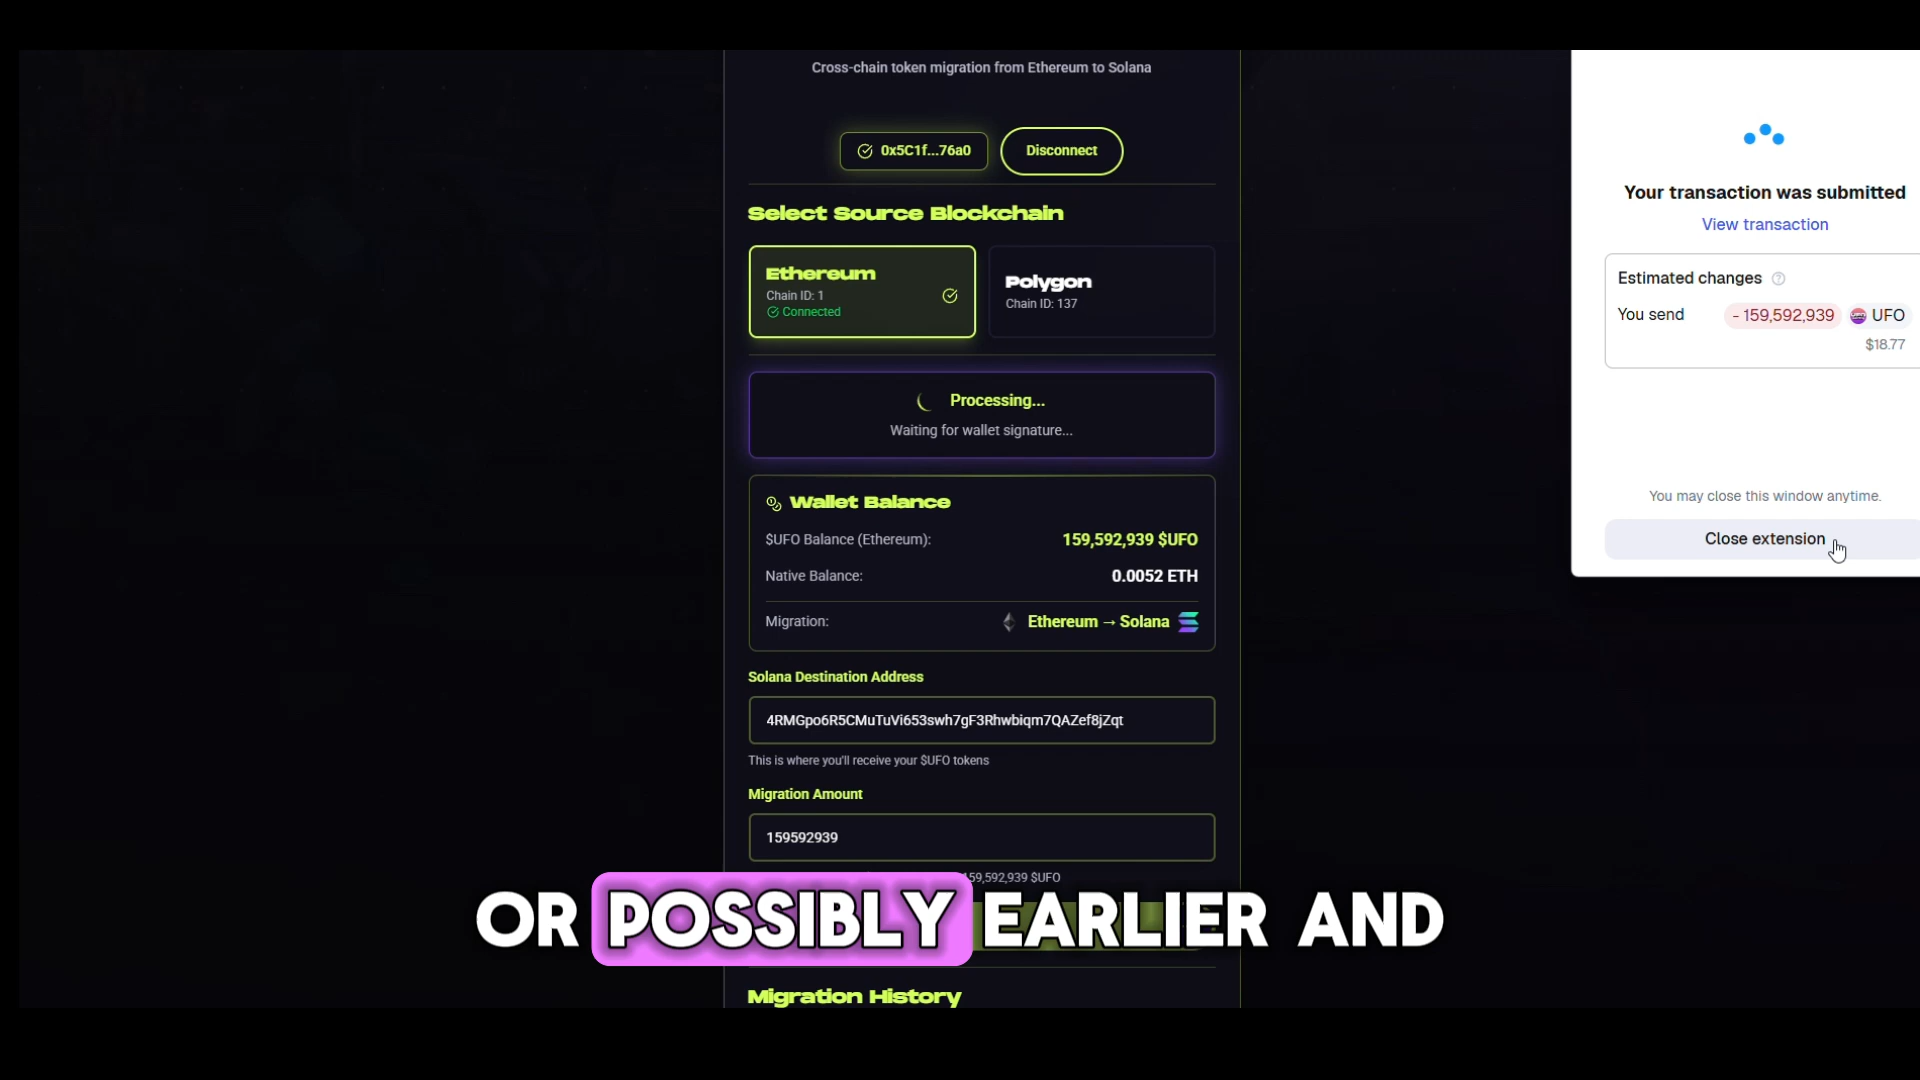 Cross-chain token migration from Ethereum to Solana
0x5C1f...76a0
Disconnect
Select Source Blockchain
Ethereum
Chain ID: 1
Connected
Polygon
Chain ID: 137
Processing...
Waiting for wallet signature...
Wallet Balance
$UFO Balance (Ethereum): 159,592,939 $UFO
Native Balance: 0.0052 ETH
Migration: Ethereum → Solana
Solana Destination Address
4RMGpo6R5CMuTuVi653swh7gF3Rhwbiqm7QAZef8jZqt
This is where you'll receive your $UFO tokens
Migration Amount
159592939
159,592,939 $UFO
OR POSSIBLY EARLIER AND
Migration History
Your transaction was submitted
View transaction
Estimated changes
You send - 159,592,939 UFO
$18.77
You may close this window anytime.
Close extension